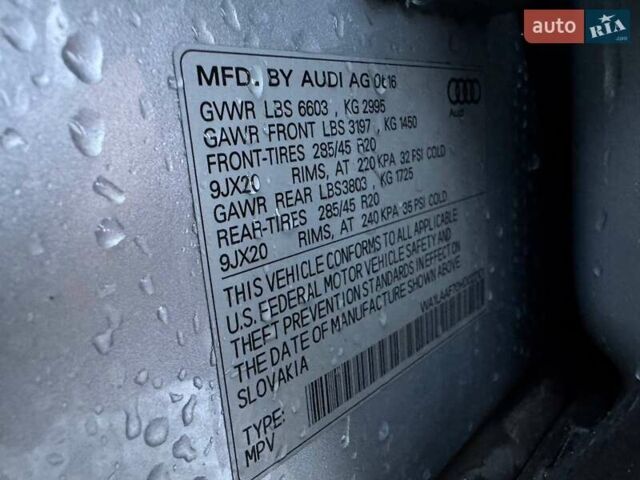 auto RIA
.com
MFD. BY AUDI AG 06 16
Audi
GVWR LBS 6603 , KG 2995
GAWR FRONT LBS 3197 , KG 1450
FRONT-TIRES 285/45 R20
9JX20 RIMS, AT 220 KPA 32 PSI COLD
GAWR REAR LBS3803 , KG 1725
REAR-TIRES 285/45 R20
9JX20 RIMS, AT 240 KPA 35 PSI COLD
THIS VEHICLE CONFORMS TO ALL APPLICABLE
U.S. FEDERAL MOTOR VEHICLE SAFETY AND
THEFT PREVENTION STANDARDS IN EFFECT ON
THE DATE OF MANUFACTURE SHOWN ABOVE
SLOVAKIA
TYPE:
MPV